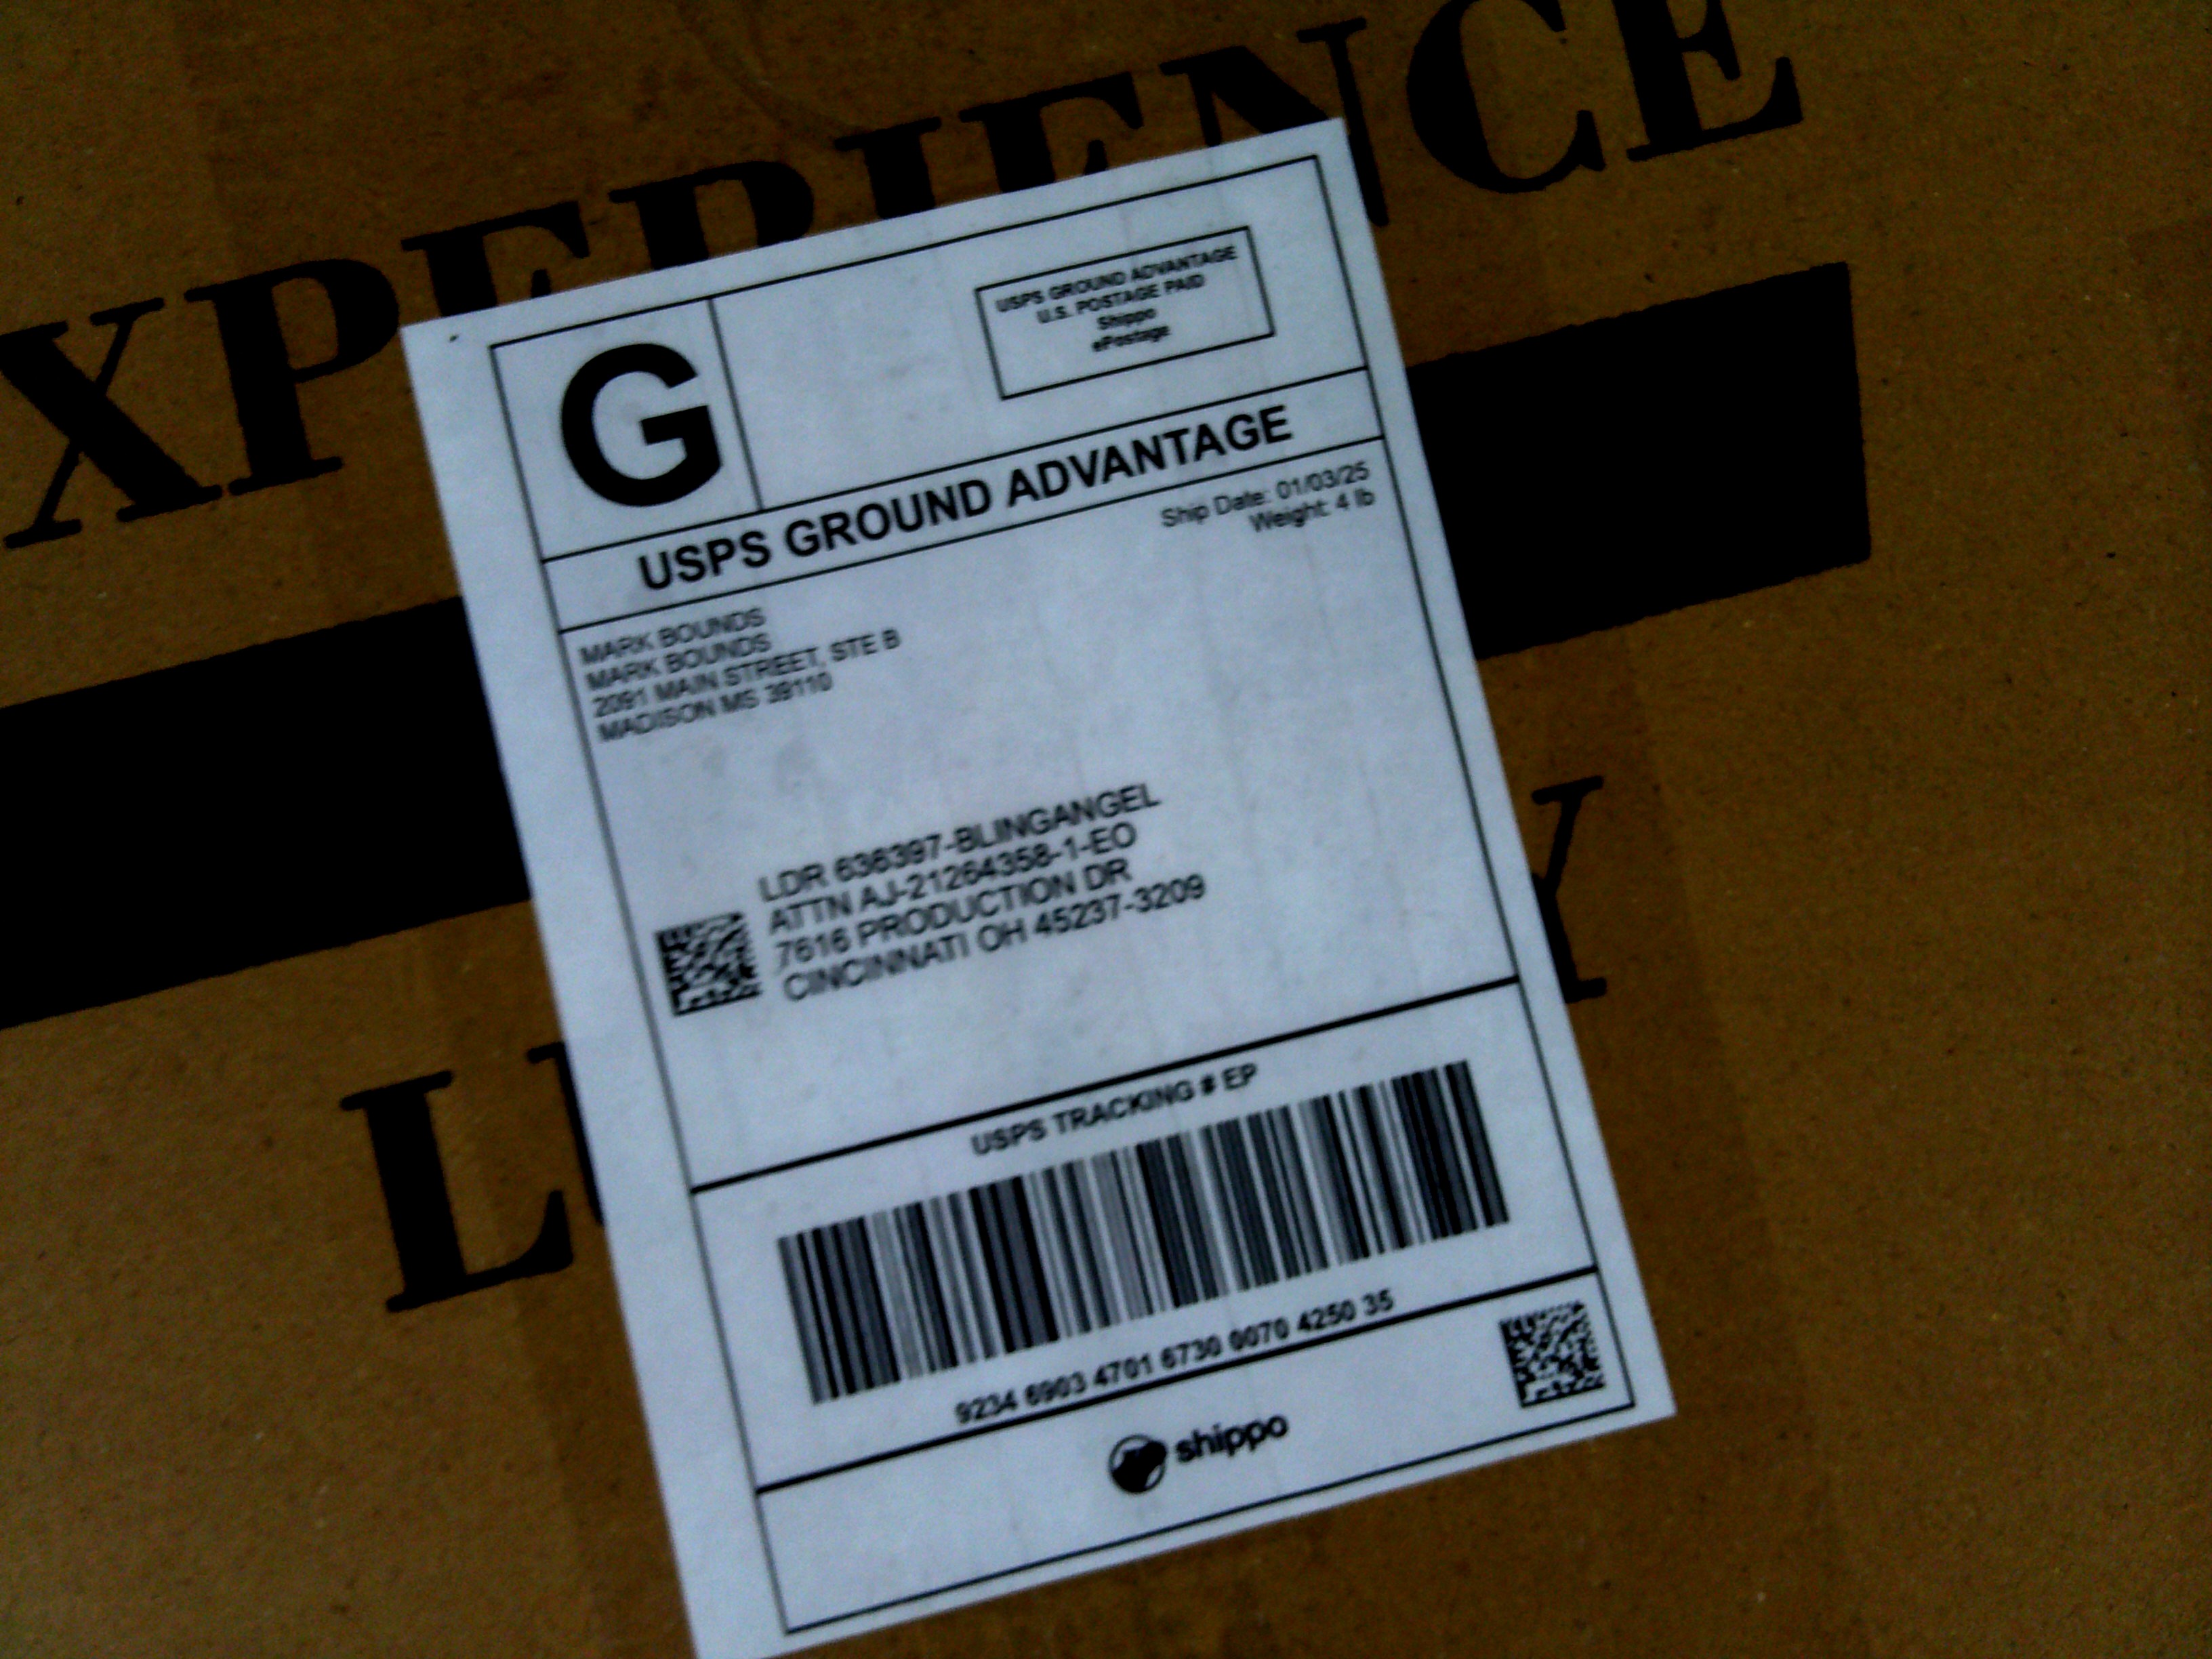 XPERIENCE
G
USPS GROUND ADVANTAGE
U.S. POSTAGE PAID
Shippo
ePostage
USPS GROUND ADVANTAGE
Ship Date: 01/03/25
Weight: 4 lb
MARK BOUNDS
MARK BOUNDS
2091 MAIN STREET, STE B
MADISON MS 39110
LDR 636397-BLINGANGEL
ATTN AJ-21264358-1-EO
7616 PRODUCTION DR
CINCINNATI OH 45237-3209
USPS TRACKING # EP
9234 6903 4701 6730 0070 4250 35
shippo